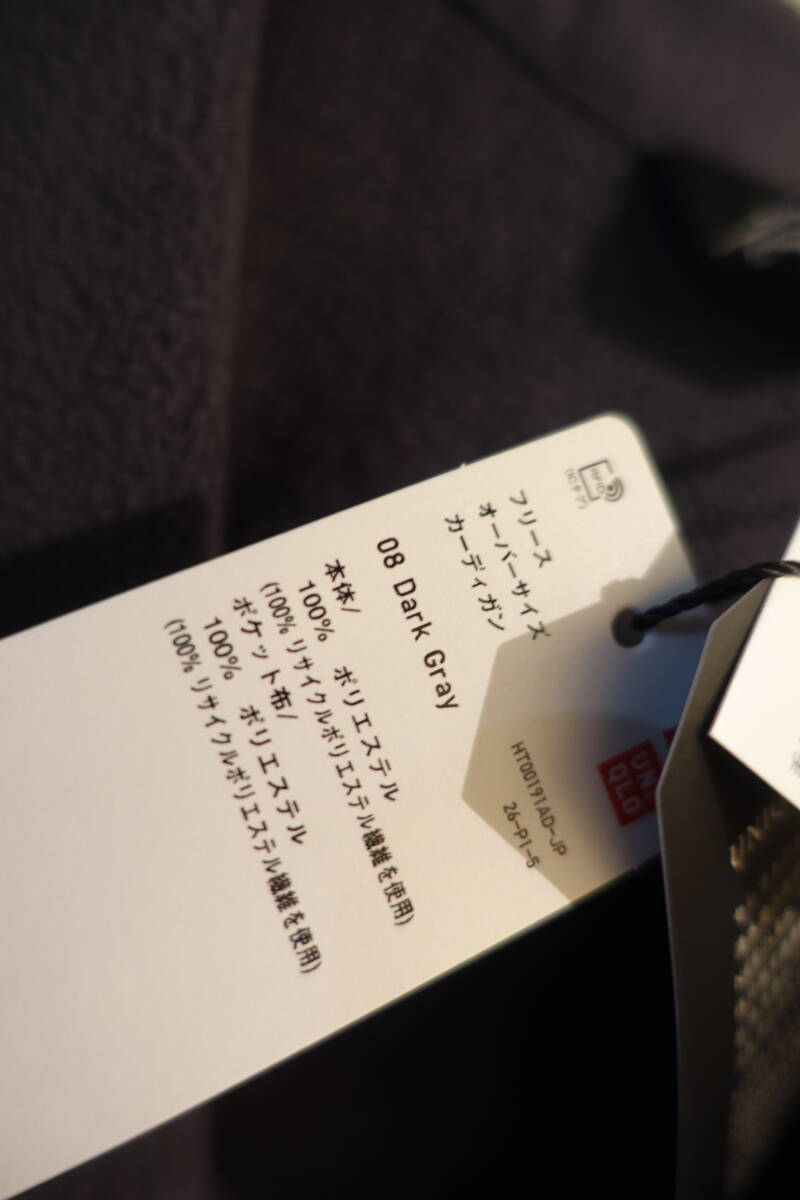 RFID
(ICタグ)
フリース
オーバーサイズ
カーディガン
UNI
QLO
HT00191AD-JP
26-P1-5
08 Dark Gray
本体/
100% ポリエステル
(100% リサイクルポリエステル繊維を使用)
ポケット布/
100% ポリエステル
(100% リサイクルポリエステル繊維を使用)